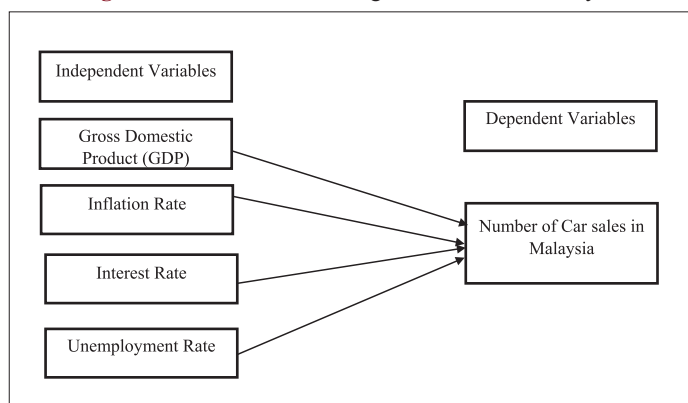 Independent Variables
Gross Domestic
Product (GDP)
Inflation Rate
Interest Rate
Unemployment Rate
Dependent Variables
Number of Car sales in
Malaysia